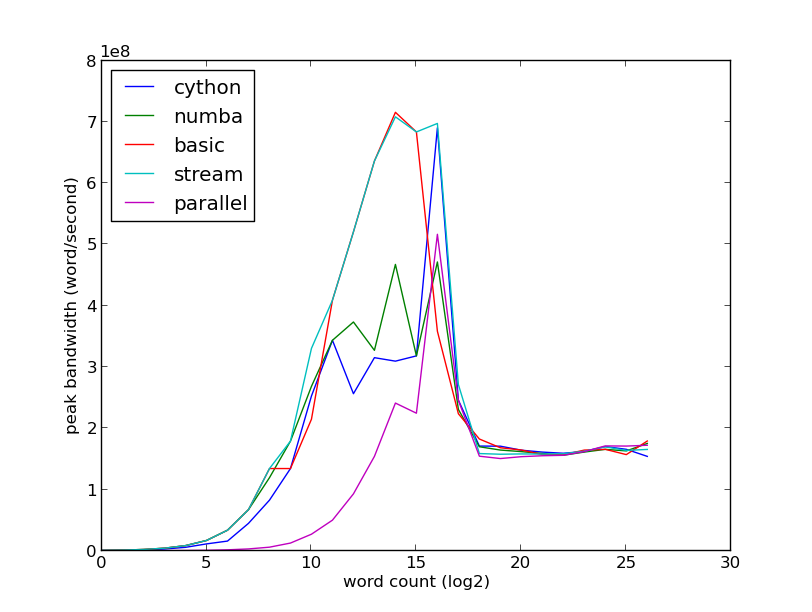 1e8
8
7
6
5
4
3
2
1
0
peak bandwidth (word/second)
cython
numba
basic
stream
parallel
0 5 10 15 20 25 30
word count (log2)